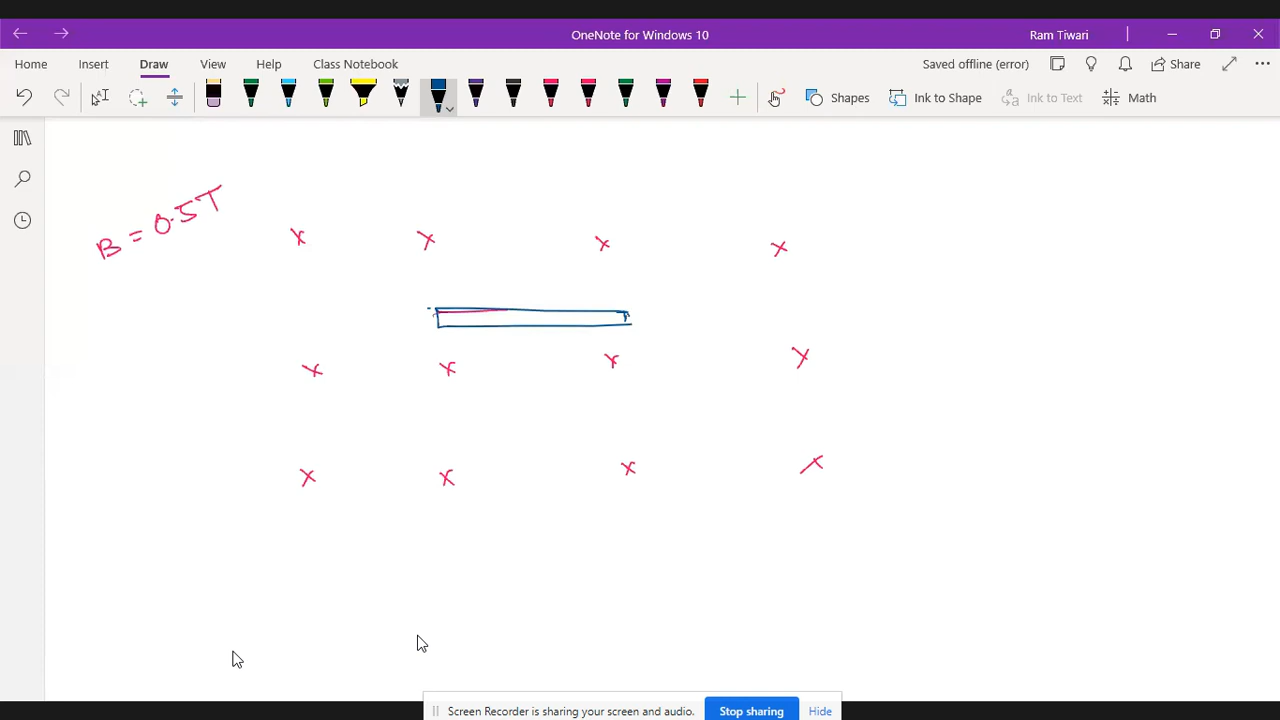 OneNote for Windows 10
Ram Tiwari
Home Insert Draw View Help Class Notebook
Saved offline (error) Share
Shapes Ink to Shape Ink to Text Math
B = 0.5T
x x x x
x x x x
x x x x
Screen Recorder is sharing your screen and audio. Stop sharing Hide